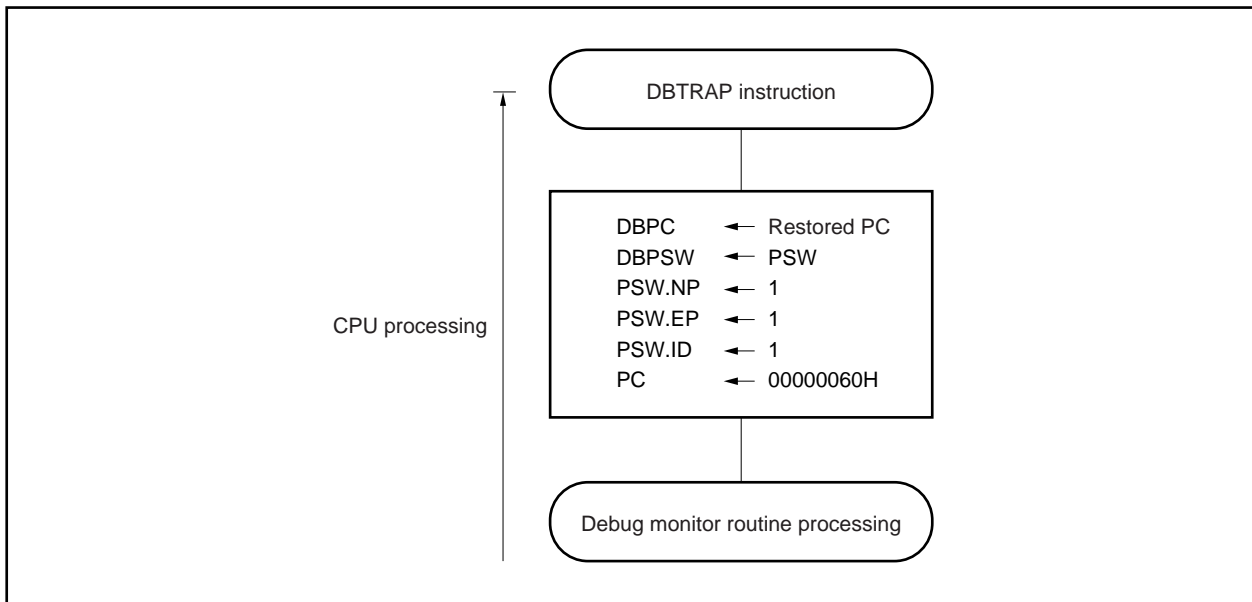 DBTRAP instruction
DBPC ← Restored PC
DBPSW ← PSW
PSW.NP ← 1
PSW.EP ← 1
PSW.ID ← 1
PC ← 00000060H
CPU processing
Debug monitor routine processing